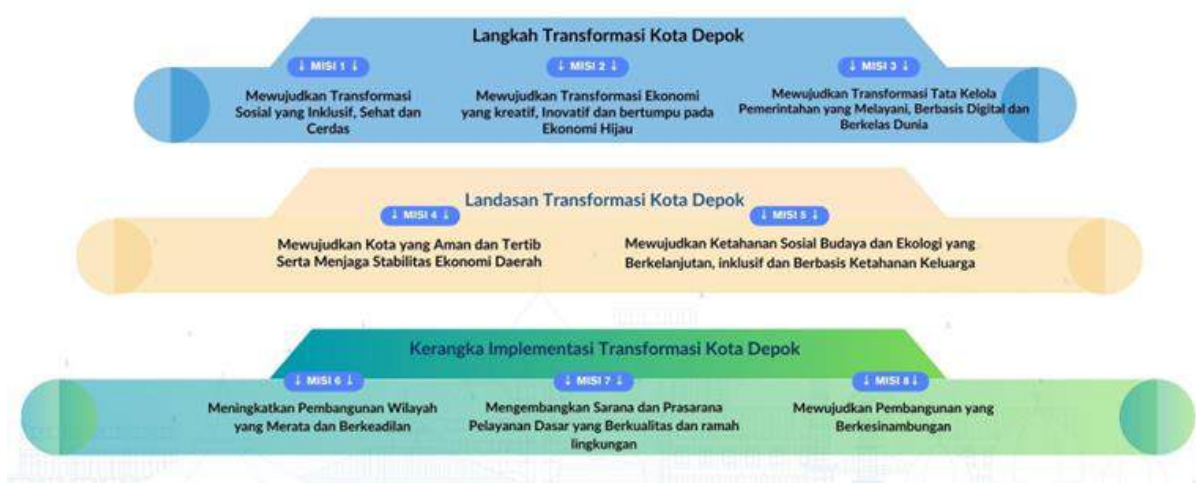 Langkah Transformasi Kota Depok
↓ MISI 1 ↓
Mewujudkan Transformasi
Sosial yang Inklusif, Sehat dan
Cerdas
↓ MISI 2 ↓
Mewujudkan Transformasi Ekonomi
yang kreatif, Inovatif dan bertumpu pada
Ekonomi Hijau
↓ MISI 3 ↓
Mewujudkan Transformasi Tata Kelola
Pemerintahan yang Melayani, Berbasis Digital dan
Berkelas Dunia
Landasan Transformasi Kota Depok
↓ MISI 4 ↓
Mewujudkan Kota yang Aman dan Tertib
Serta Menjaga Stabilitas Ekonomi Daerah
↓ MISI 5 ↓
Mewujudkan Ketahanan Sosial Budaya dan Ekologi yang
Berkelanjutan, inklusif dan Berbasis Ketahanan Keluarga
Kerangka Implementasi Transformasi Kota Depok
↓ MISI 6 ↓
Meningkatkan Pembangunan Wilayah
yang Merata dan Berkeadilan
↓ MISI 7 ↓
Mengembangkan Sarana dan Prasarana
Pelayanan Dasar yang Berkualitas dan ramah
lingkungan
↓ MISI 8 ↓
Mewujudkan Pembangunan yang
Berkesinambungan